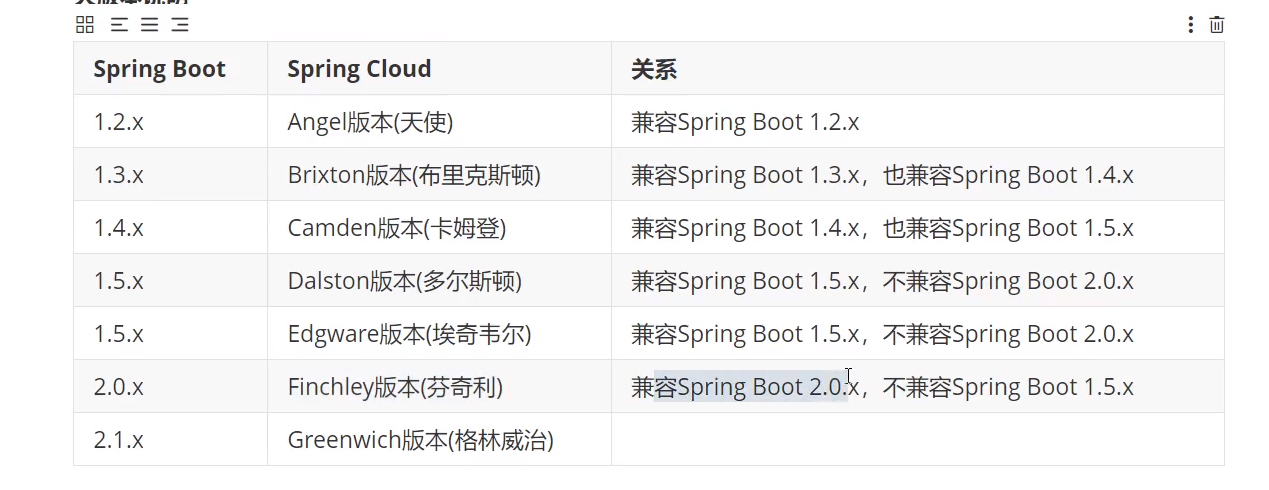 Spring Boot Spring Cloud 关系
1.2.x Angel版本(天使) 兼容Spring Boot 1.2.x
1.3.x Brixton版本(布里克斯顿) 兼容Spring Boot 1.3.x，也兼容Spring Boot 1.4.x
1.4.x Camden版本(卡姆登) 兼容Spring Boot 1.4.x，也兼容Spring Boot 1.5.x
1.5.x Dalston版本(多尔斯顿) 兼容Spring Boot 1.5.x，不兼容Spring Boot 2.0.x
1.5.x Edgware版本(埃奇韦尔) 兼容Spring Boot 1.5.x，不兼容Spring Boot 2.0.x
2.0.x Finchley版本(芬奇利) 兼容Spring Boot 2.0.x，不兼容Spring Boot 1.5.x
2.1.x Greenwich版本(格林威治)